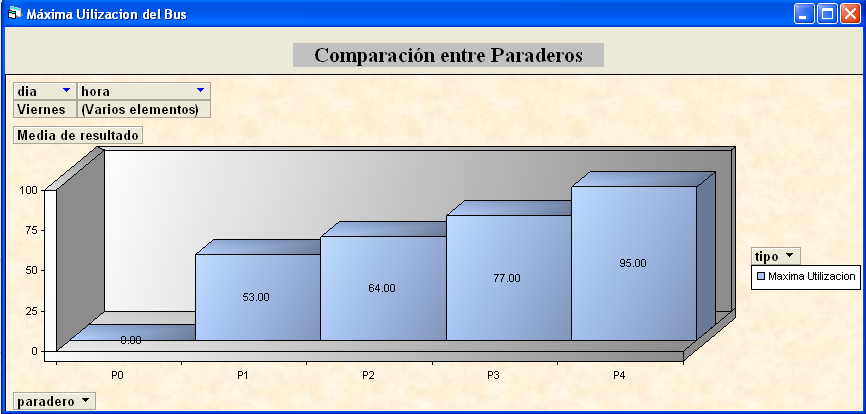 Máxima Uilizacion del Bus
Comparación entre Paraderos
dia hora
Viernes (Varios elementos)
Media de resultado
100
75
50
25
0
0.00
53.00
64.00
77.00
95.00
P0 P1 P2 P3 P4
tipo
Maxima Utilizacion
paradero